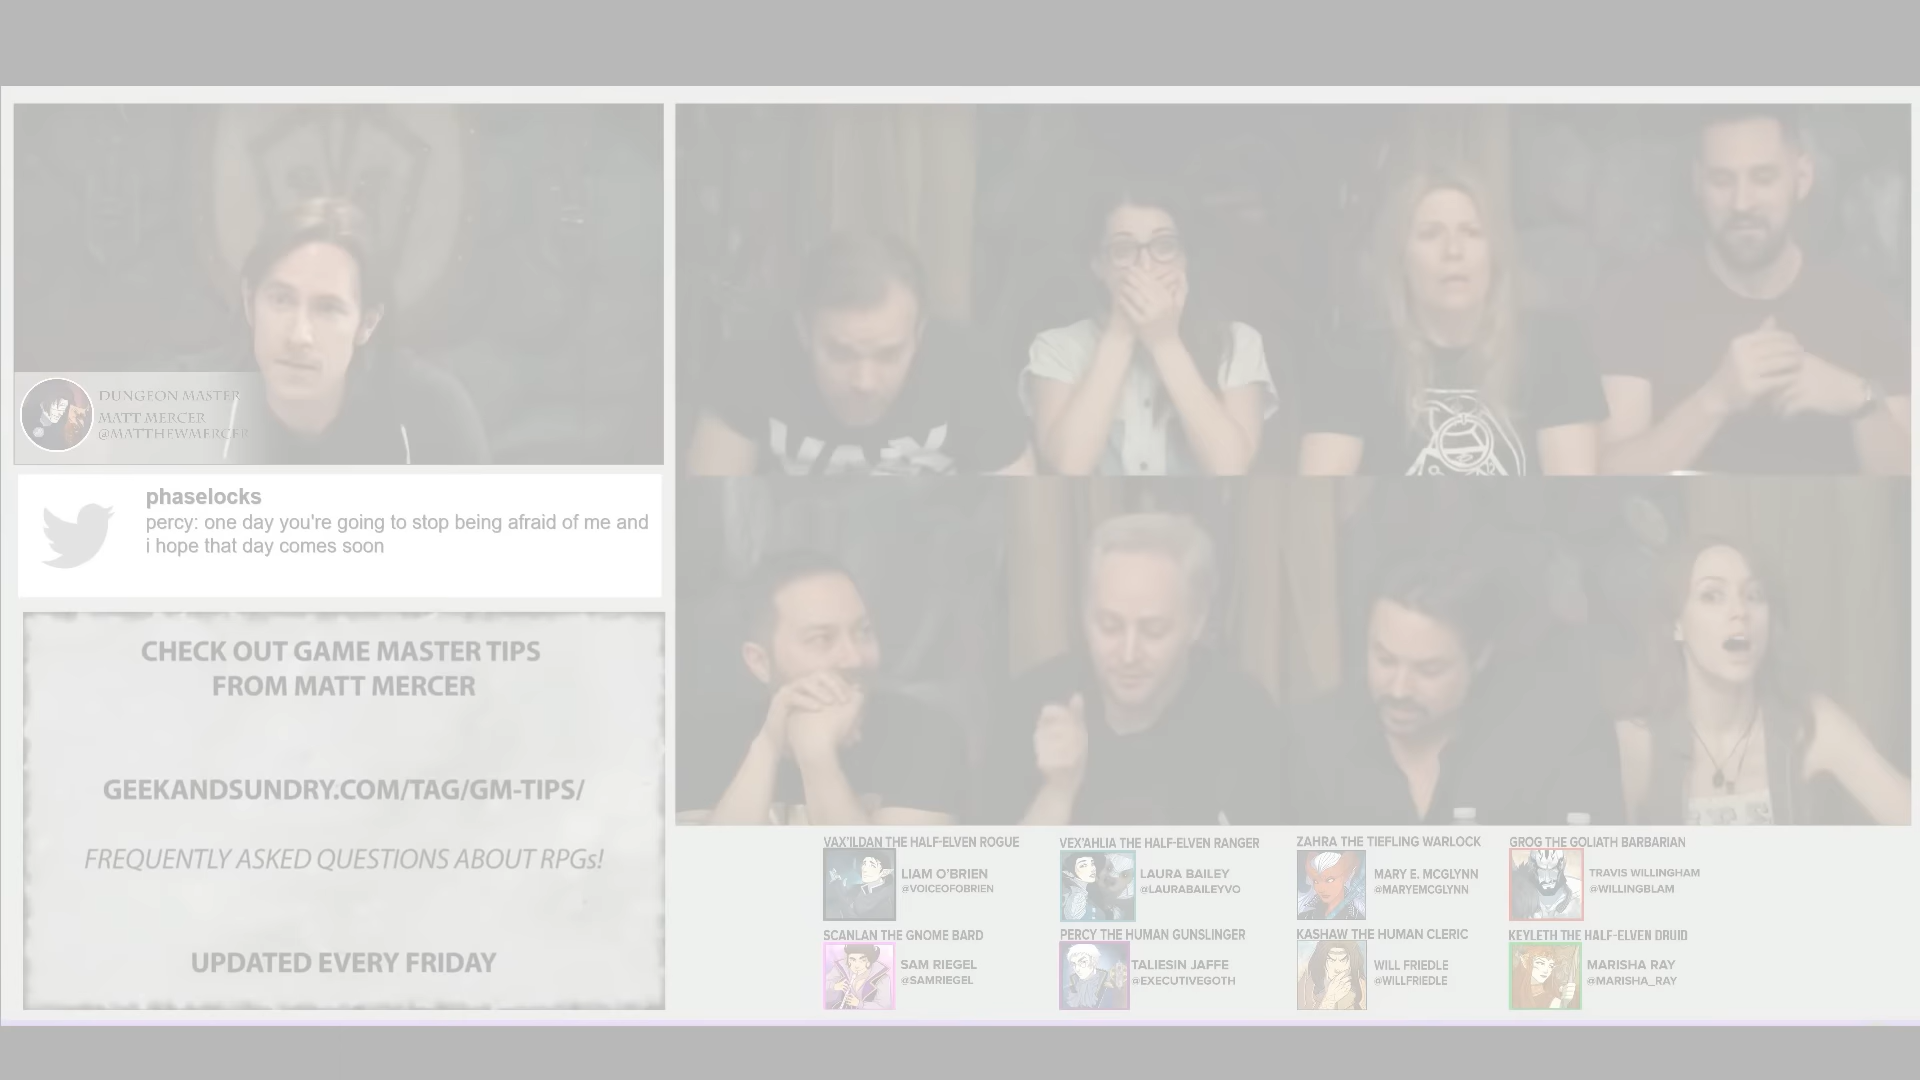 DUNGEON MASTER
MATT MERCER
@MATTHEWMERCER
phaselocks
percy: one day you're going to stop being afraid of me and
i hope that day comes soon
CHECK OUT GAME MASTER TIPS
FROM MATT MERCER
GEEKANDSUNDRY.COM/TAG/GM-TIPS/
FREQUENTLY ASKED QUESTIONS ABOUT RPGs!
UPDATED EVERY FRIDAY
VAX
VAX'ILDAN THE HALF-ELVEN ROGUE
LIAM O'BRIEN
@VOICEOFOBRIEN
VEX'AHLIA THE HALF-ELVEN RANGER
LAURA BAILEY
@LAURABAILEYVO
ZAHRA THE TIEFLING WARLOCK
MARY E. MCGLYNN
@MARYEMCGLYNN
GROG THE GOLIATH BARBARIAN
TRAVIS WILLINGHAM
@WILLINGBLAM
SCANLAN THE GNOME BARD
SAM RIEGEL
@SAMRIEGEL
PERCY THE HUMAN GUNSLINGER
TALIESIN JAFFE
@EXECUTIVEGOTH
KASHAW THE HUMAN CLERIC
WILL FRIEDLE
@WILLFRIEDLE
KEYLETH THE HALF-ELVEN DRUID
MARISHA RAY
@MARISHA_RAY